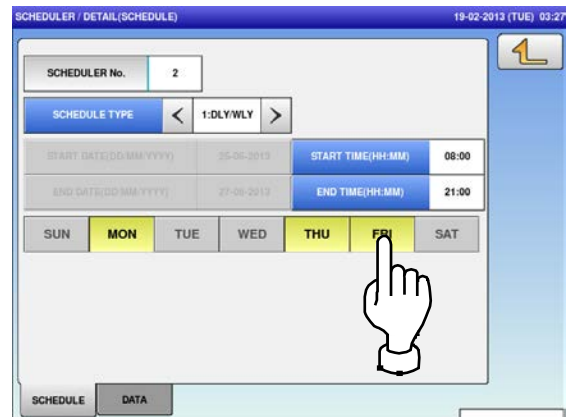 SCHEDULER / DETAIL(SCHEDULE) 19-02-2013 (TUE) 03:27
SCHEDULER No. 2
SCHEDULE TYPE < 1:DLY/WLY >
START DATE(DD/MM/YYYY) 25-06-2013 START TIME(HH:MM) 08:00
END DATE(DD/MM/YYYY) 27-06-2013 END TIME(HH:MM) 21:00
SUN MON TUE WED THU FRI SAT
SCHEDULE DATA